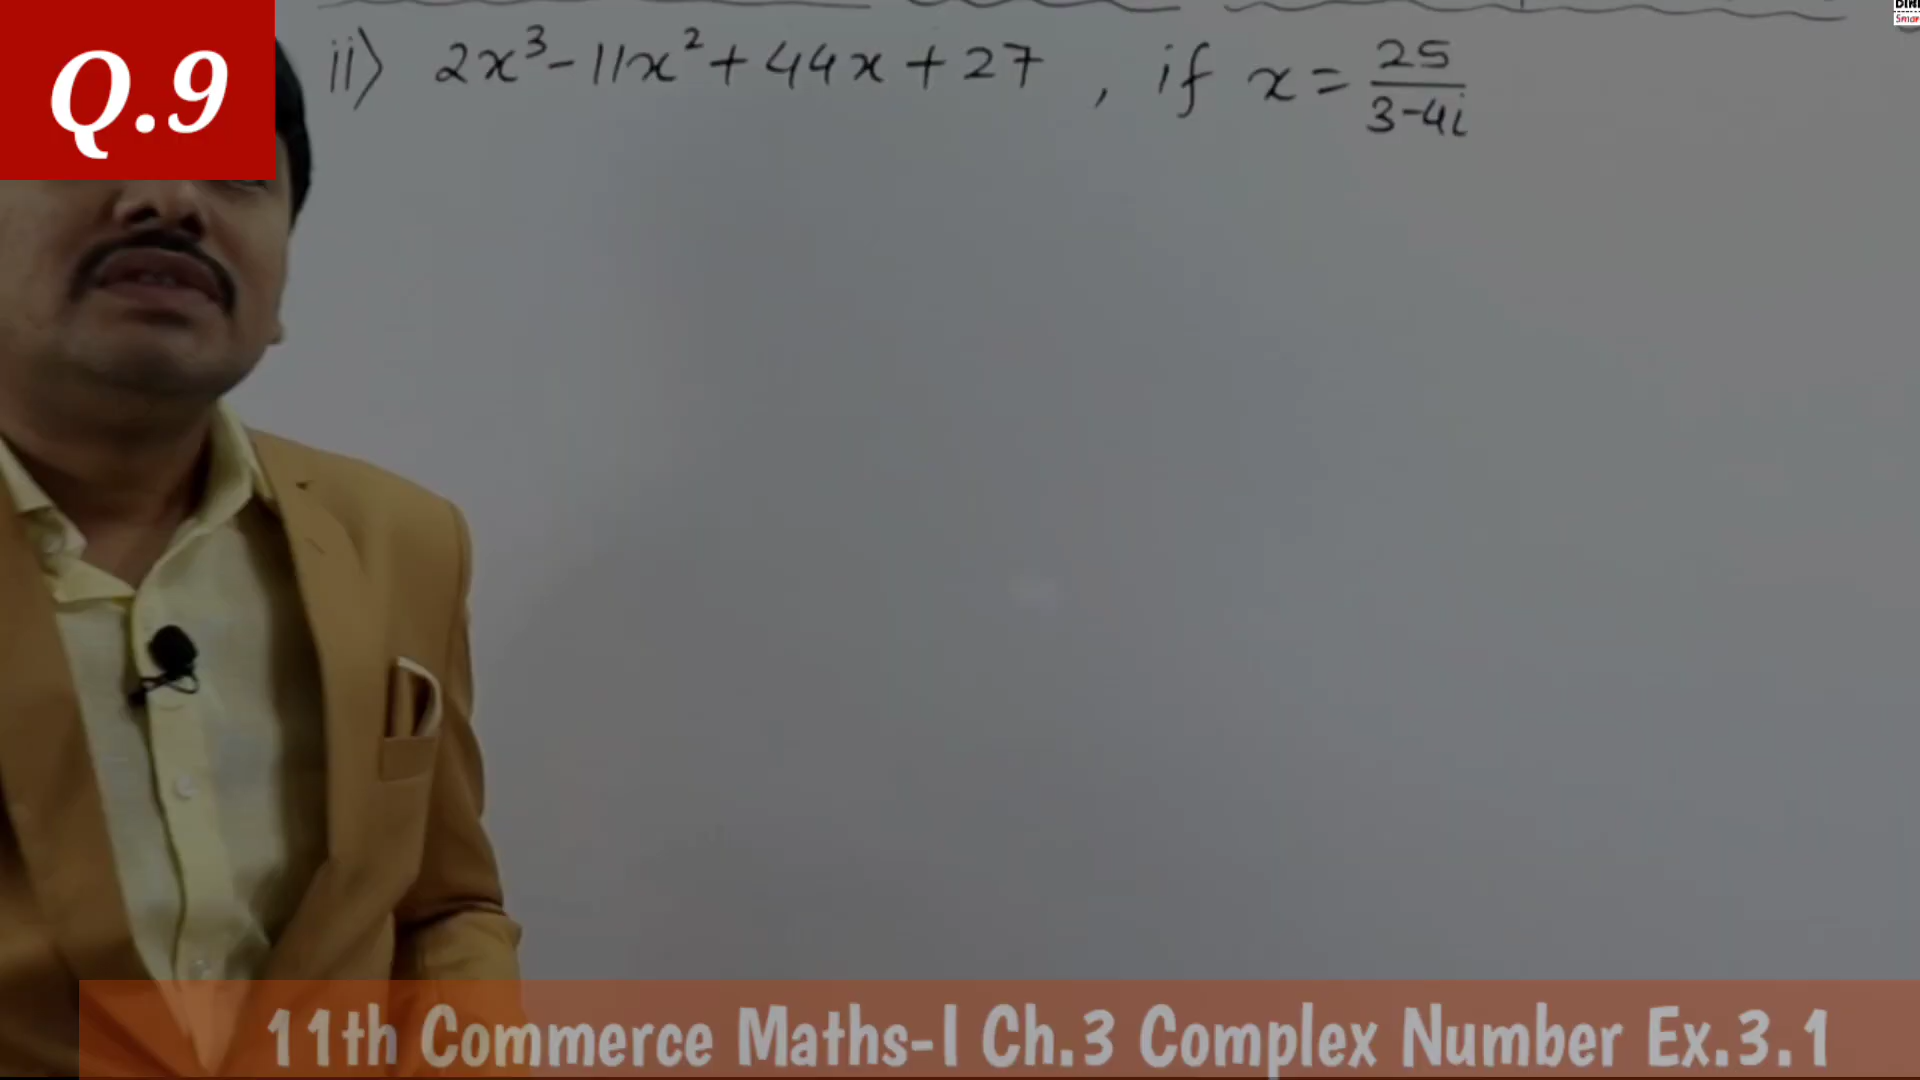 Q.9
ii) 2x³-11x²+44x+27 , if x = 25/(3-4i)
11th Commerce Maths-I Ch.3 Complex Number Ex.3.1